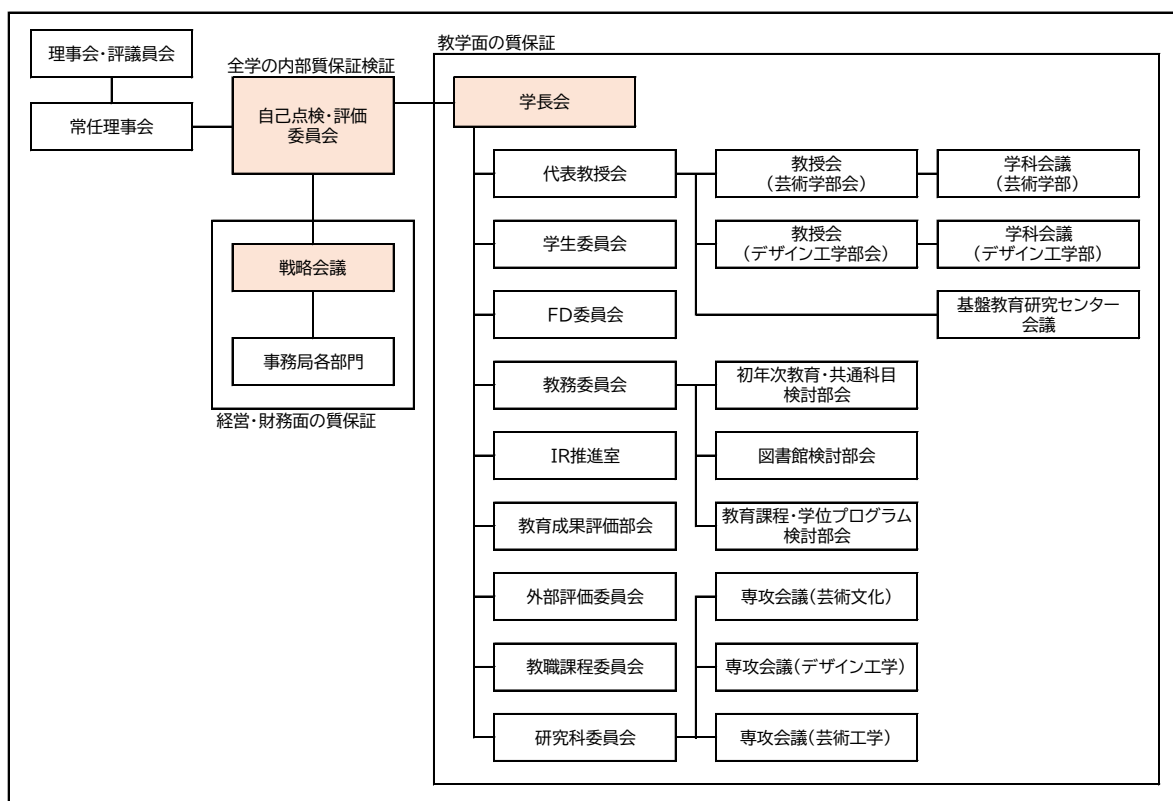 理事会・評議員会
常任理事会
全学の内部質保証検証
自己点検・評価
委員会
戦略会議
事務局各部門
経営・財務面の質保証
教学面の質保証
学長会
代表教授会
教授会
(芸術学部会)
学科会議
(芸術学部)
学生委員会
教授会
(デザイン工学部会)
学科会議
(デザイン工学部)
FD委員会
基盤教育研究センター
会議
教務委員会
初年次教育・共通科目
検討部会
IR推進室
図書館検討部会
教育成果評価部会
教育課程・学位プログラム
検討部会
外部評価委員会
専攻会議(芸術文化)
教職課程委員会
専攻会議(デザイン工学)
研究科委員会
専攻会議(芸術工学)